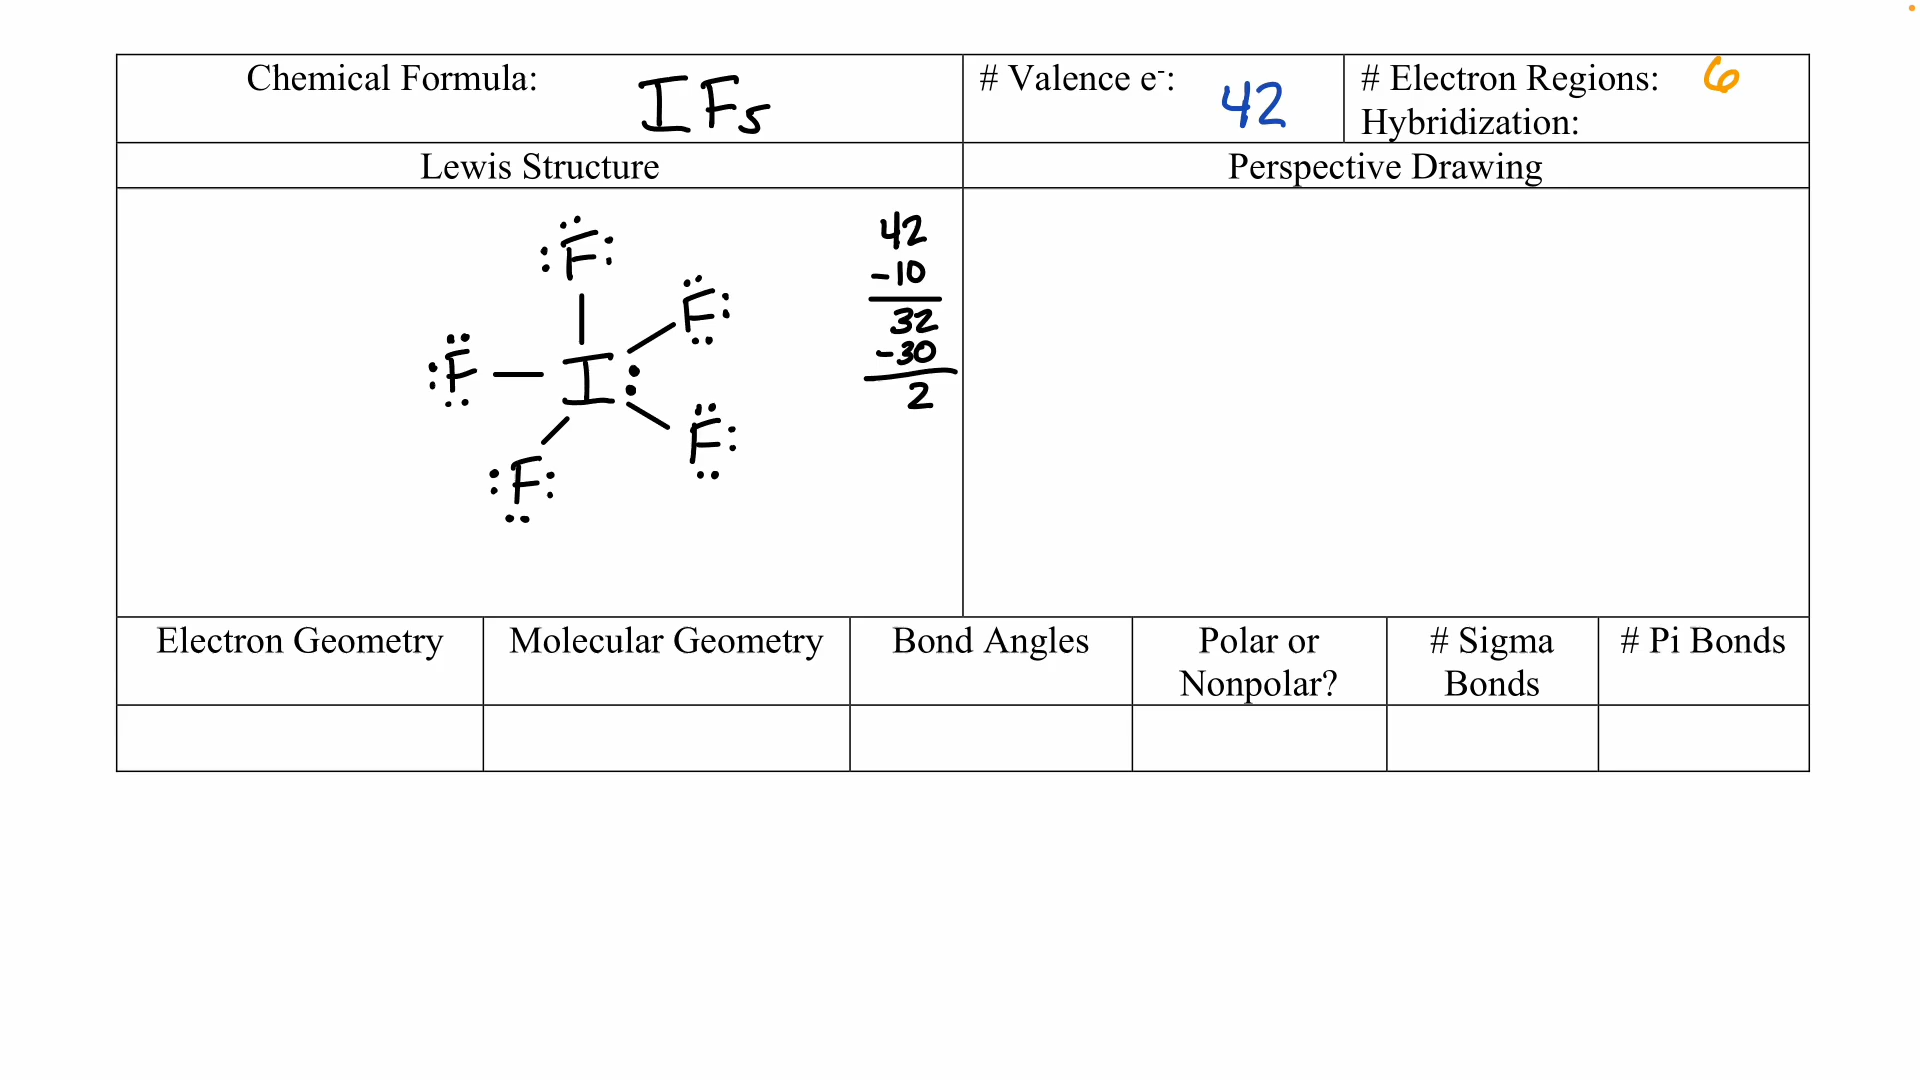 Chemical Formula: IF₅
# Valence e⁻: 42
# Electron Regions: 6
Hybridization:
Lewis Structure
Perspective Drawing
F
F
F
I
F
F
42
-10
32
-30
2
Electron Geometry
Molecular Geometry
Bond Angles
Polar or
Nonpolar?
# Sigma
Bonds
# Pi Bonds